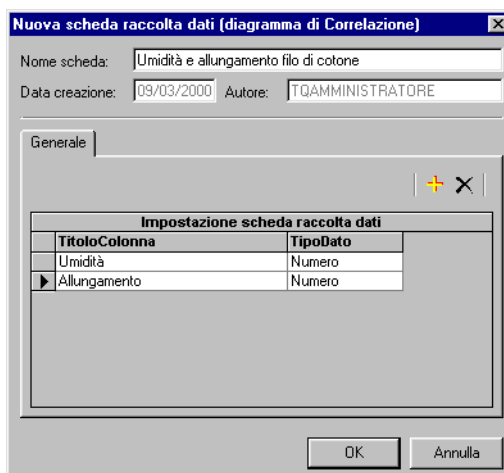 Nuova scheda raccolta dati (diagramma di Correlazione)
Nome scheda: Umidità e allungamento filo di cotone
Data creazione: 09/03/2000 Autore: TQAMMINISTRATORE
Generale
Impostazione scheda raccolta dati
TitoloColonna TipoDato
Umidità Numero
Allungamento Numero
OK Annulla